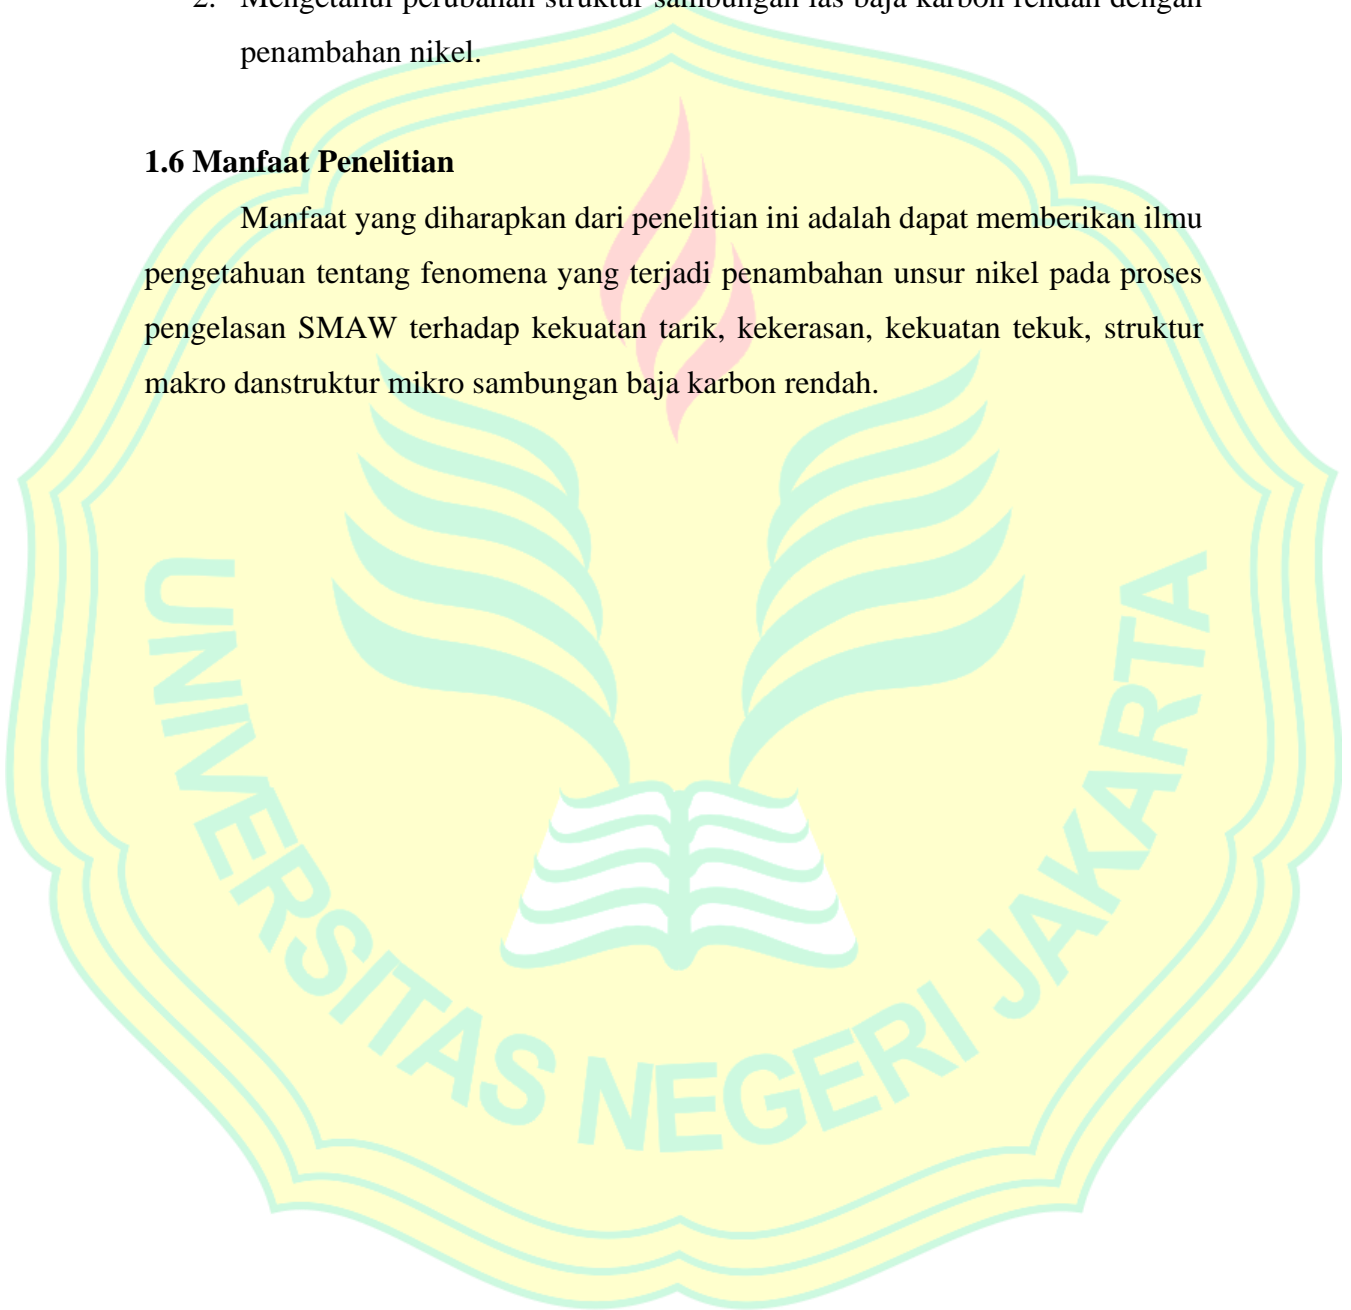 2. Mengetahui perubahan struktur sambungan las baja karbon rendah dengan
penambahan nikel.
1.6 Manfaat Penelitian
Manfaat yang diharapkan dari penelitian ini adalah dapat memberikan ilmu
pengetahuan tentang fenomena yang terjadi penambahan unsur nikel pada proses
pengelasan SMAW terhadap kekuatan tarik, kekerasan, kekuatan tekuk, struktur
makro danstruktur mikro sambungan baja karbon rendah.
UNIVERSITAS NEGERI JAKARTA